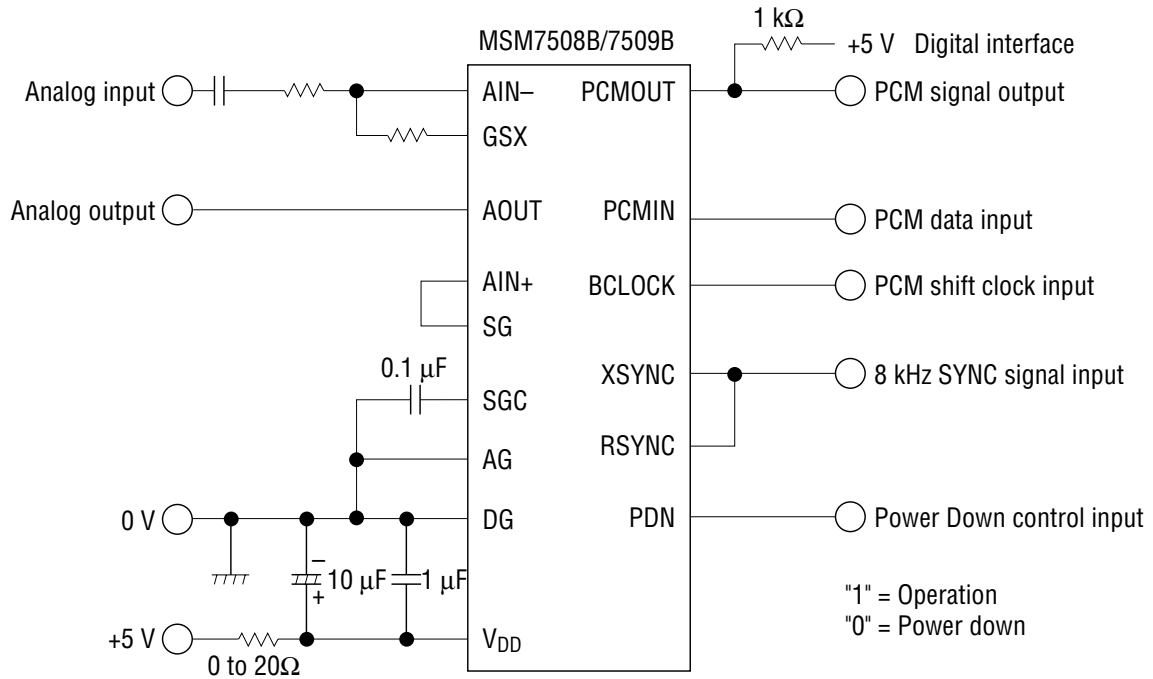 1 kΩ
MSM7508B/7509B
+5 V Digital interface
Analog input
AIN–
PCMOUT
PCM signal output
GSX
Analog output
AOUT
PCMIN
PCM data input
AIN+
BCLOCK
PCM shift clock input
SG
0.1 μF
XSYNC
8 kHz SYNC signal input
SGC
RSYNC
AG
0 V
DG
PDN
Power Down control input
–
10 μF
1 μF
+
"1" = Operation
"0" = Power down
+5 V
VDD
0 to 20Ω